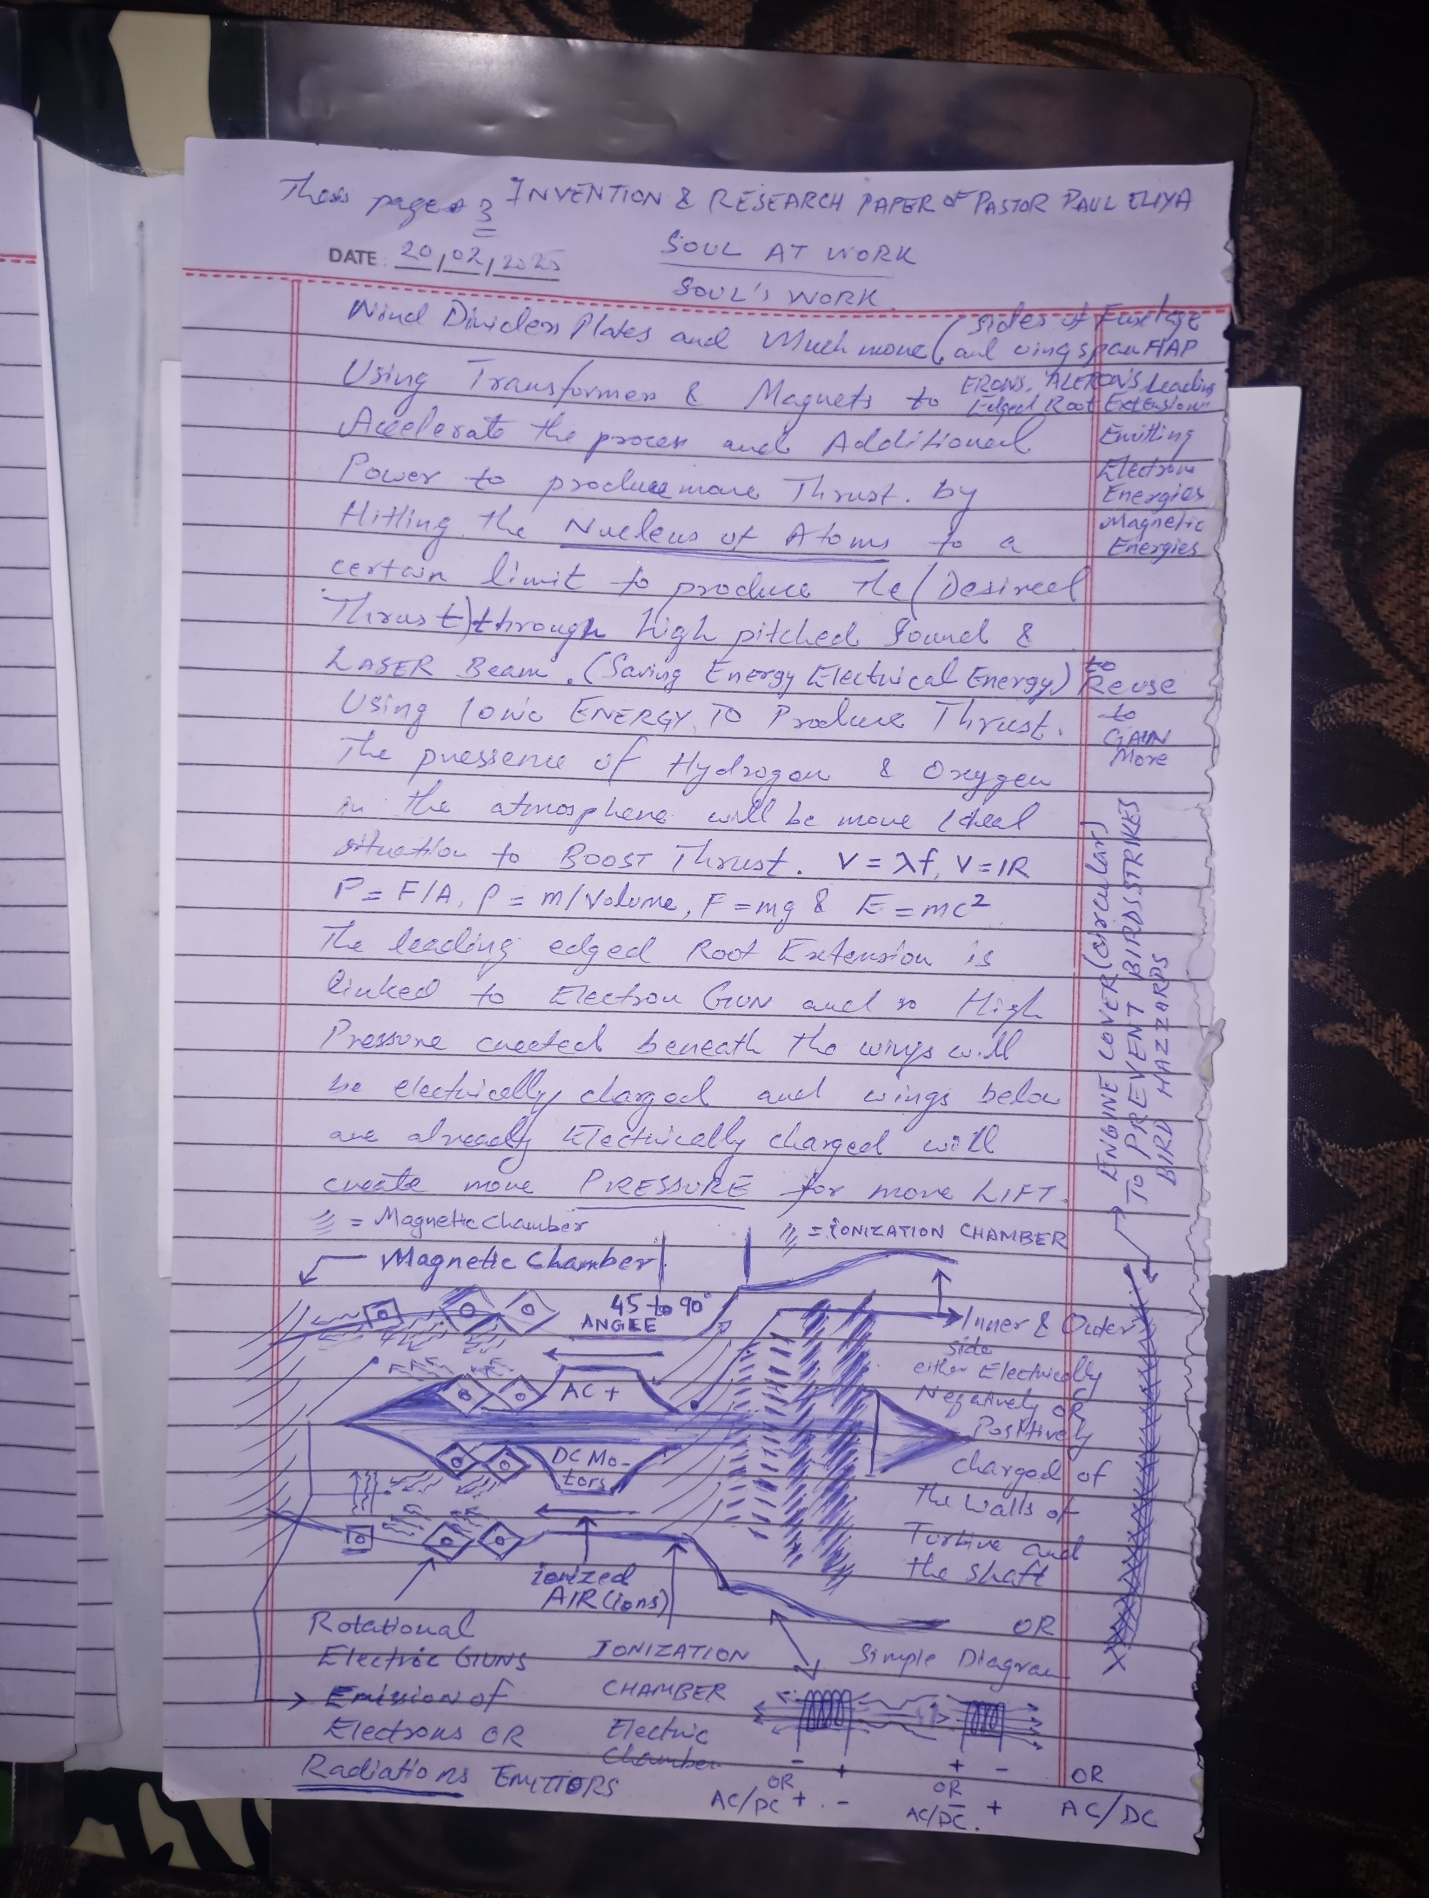 Thesis page 3 INVENTION & RESEARCH PAPER OF PASTOR PAUL ELIYA
DATE 20/02/2025
SOUL AT WORK
SOUL'S WORK
Wind Dividers Plates and Much more (sides of Fuselage
and wing span FLAP
ERONS, ALERON'S Leading
Edged Root Extension"
Emitting
Electron
Energies
Magnetic
Energies
Using Transformer & Magnets to
Accelerate the process and Additional
Power to produce more Thrust. by
Hitting the Nucleus of Atoms to a
certain limit to produce the (Desired
Thrust) through high pitched Sound &
LASER Beam. (Saving Energy Electrical Energy) to
Reuse
to
GAIN
More
Using Ionic ENERGY TO Produce Thrust.
The pressence of Hydrogen & Oxygen
in the atmosphere will be more Ideal
situation to BOOST Thrust. V = λf, V = IR
P = F/A, ρ = m/Volume, F = mg & E = mc²
The leading edged Root Extension is
linked to Electron GUN and so High
Pressure created beneath the wings will
be electrically charged and wings below
are already Electrically charged will
create more PRESSURE for more LIFT.
ENGINE COVER (circular)
TO PREVENT BIRDS STRIKES
BIRD HAZZARDS
= Magnetic Chamber
= IONIZATION CHAMBER
Magnetic Chamber
45 to 90°
ANGLE
AC +
DC Mo-
tors
Inner & Outer
side
either Electrically
Negatively OR
Positively
charged of
the walls of
Turbine and
the shaft
OR
ionized
AIR (ions)
Rotational
Electric GUNS
Emission of
Electrons OR
Radiations EMITTORS
IONIZATION
CHAMBER
Electric
Chamber
Simple Diagram
- +
OR
AC/DC + -
+ -
OR
AC/DC. - +
OR
AC/DC